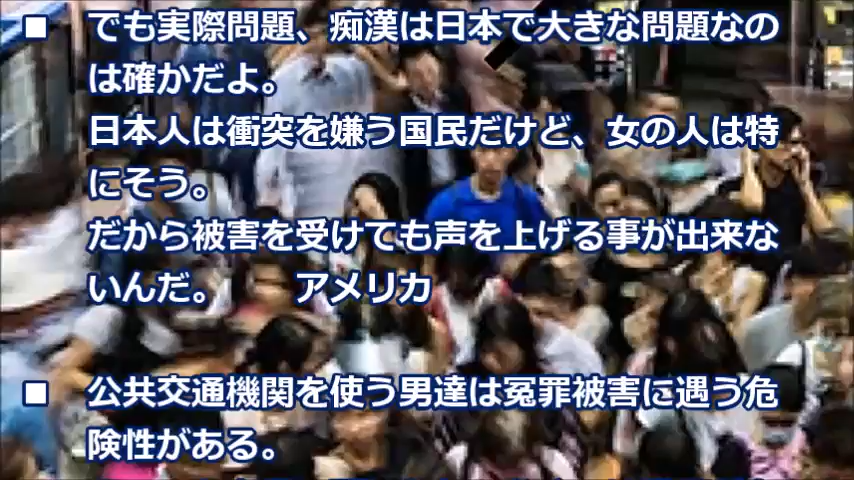 ■ でも実際問題、痴漢は日本で大きな問題なの
は確かだよ。
日本人は衝突を嫌う国民だけど、女の人は特
にそう。
だから被害を受けても声を上げる事が出来な
いんだ。　　アメリカ
■ 公共交通機関を使う男達は冤罪被害に遇う危
険性がある。